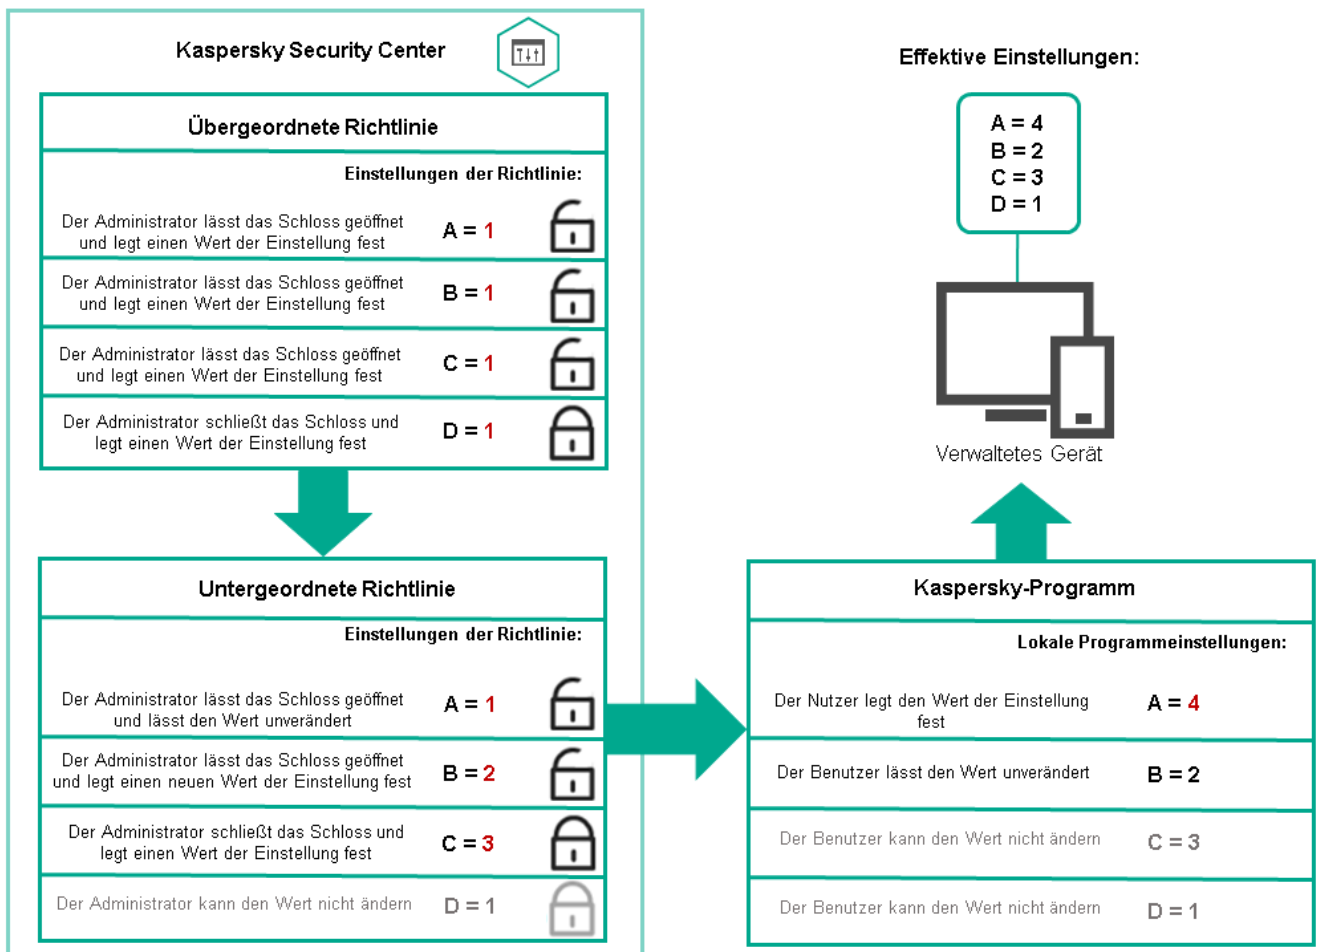 Kaspersky Security Center
Übergeordnete Richtlinie
Einstellungen der Richtlinie:
Der Administrator lässt das Schloss geöffnet
und legt einen Wert der Einstellung fest
A = 1
Der Administrator lässt das Schloss geöffnet
und legt einen Wert der Einstellung fest
B = 1
Der Administrator lässt das Schloss geöffnet
und legt einen Wert der Einstellung fest
C = 1
Der Administrator schließt das Schloss und
legt einen Wert der Einstellung fest
D = 1
Untergeordnete Richtlinie
Einstellungen der Richtlinie:
Der Administrator lässt das Schloss geöffnet
und lässt den Wert unverändert
A = 1
Der Administrator lässt das Schloss geöffnet
und legt einen neuen Wert der Einstellung fest
B = 2
Der Administrator schließt das Schloss und
legt einen Wert der Einstellung fest
C = 3
Der Administrator kann den Wert nicht ändern
D = 1
Effektive Einstellungen:
A = 4
B = 2
C = 3
D = 1
Verwaltetes Gerät
Kaspersky-Programm
Lokale Programmeinstellungen:
Der Nutzer legt den Wert der Einstellung
fest
A = 4
Der Benutzer lässt den Wert unverändert
B = 2
Der Benutzer kann den Wert nicht ändern
C = 3
Der Benutzer kann den Wert nicht ändern
D = 1